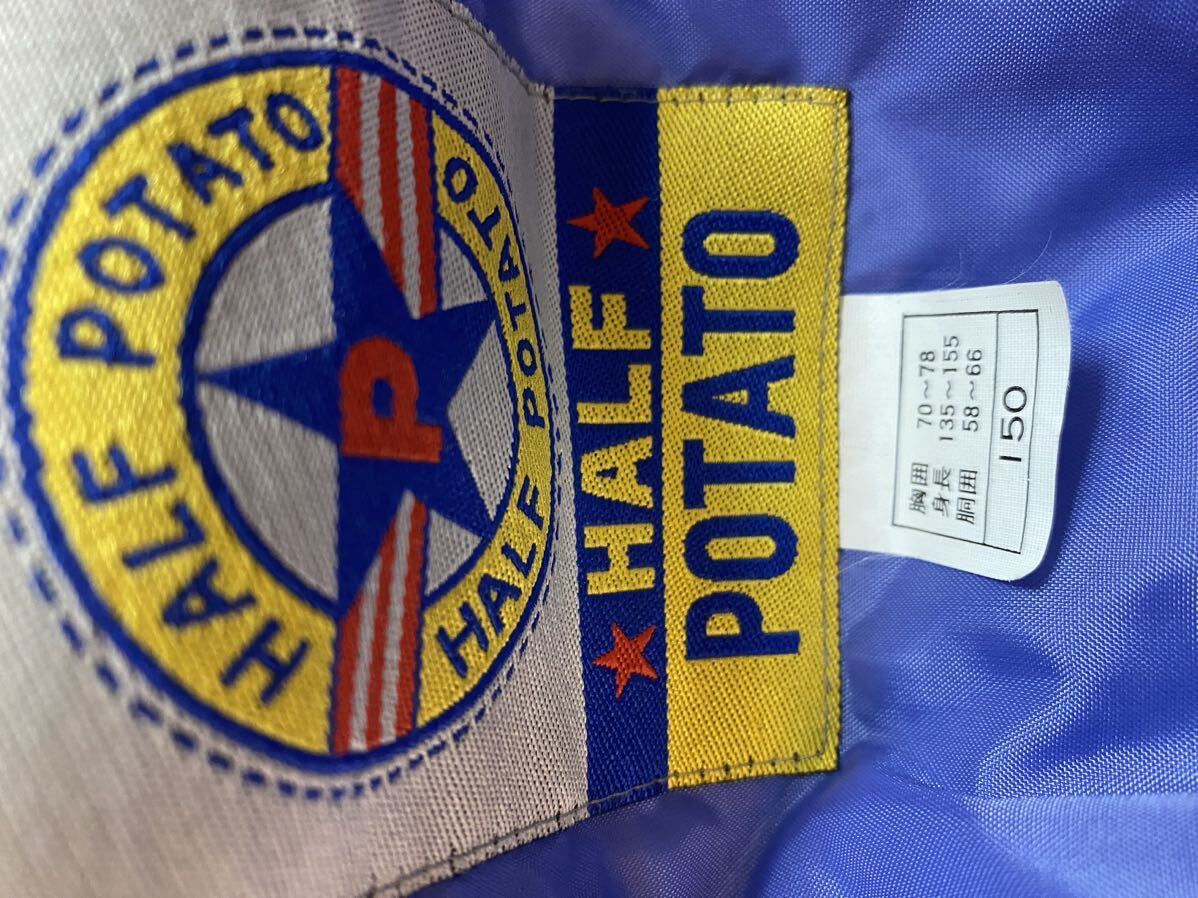 HALF POTATO
P
HALF POTATO
HALF
POTATO
胸囲 70～78
身長 135～155
胴囲 58～66
150